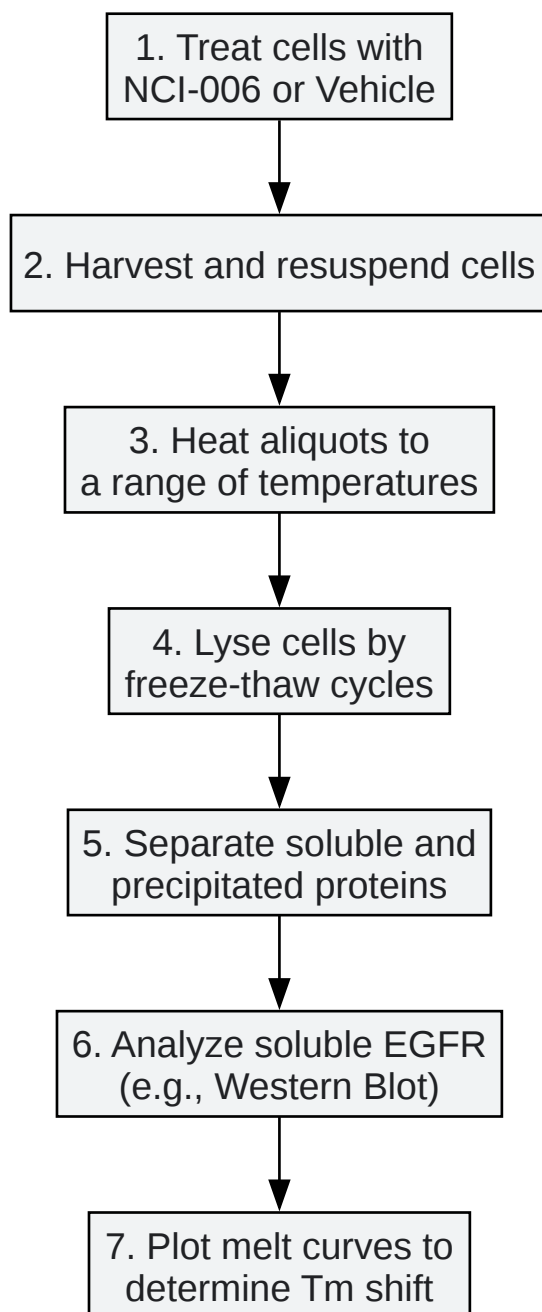 1. Treat cells with
NCI-006 or Vehicle
2. Harvest and resuspend cells
3. Heat aliquots to
a range of temperatures
4. Lyse cells by
freeze-thaw cycles
5. Separate soluble and
precipitated proteins
6. Analyze soluble EGFR
(e.g., Western Blot)
7. Plot melt curves to
determine Tm shift